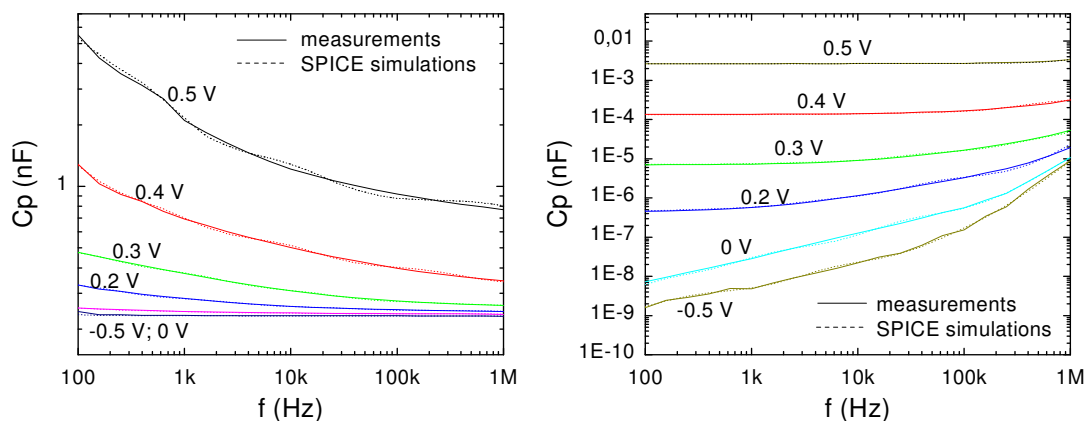 Cp (nF)
1
measurements
SPICE simulations
0.5 V
0.4 V
0.3 V
0.2 V
-0.5 V; 0 V
100 1k 10k 100k 1M
f (Hz)
Cp (nF)
0,01
1E-3
1E-4
1E-5
1E-6
1E-7
1E-8
1E-9
1E-10
0.5 V
0.4 V
0.3 V
0.2 V
0 V
-0.5 V
measurements
SPICE simulations
100 1k 10k 100k 1M
f (Hz)